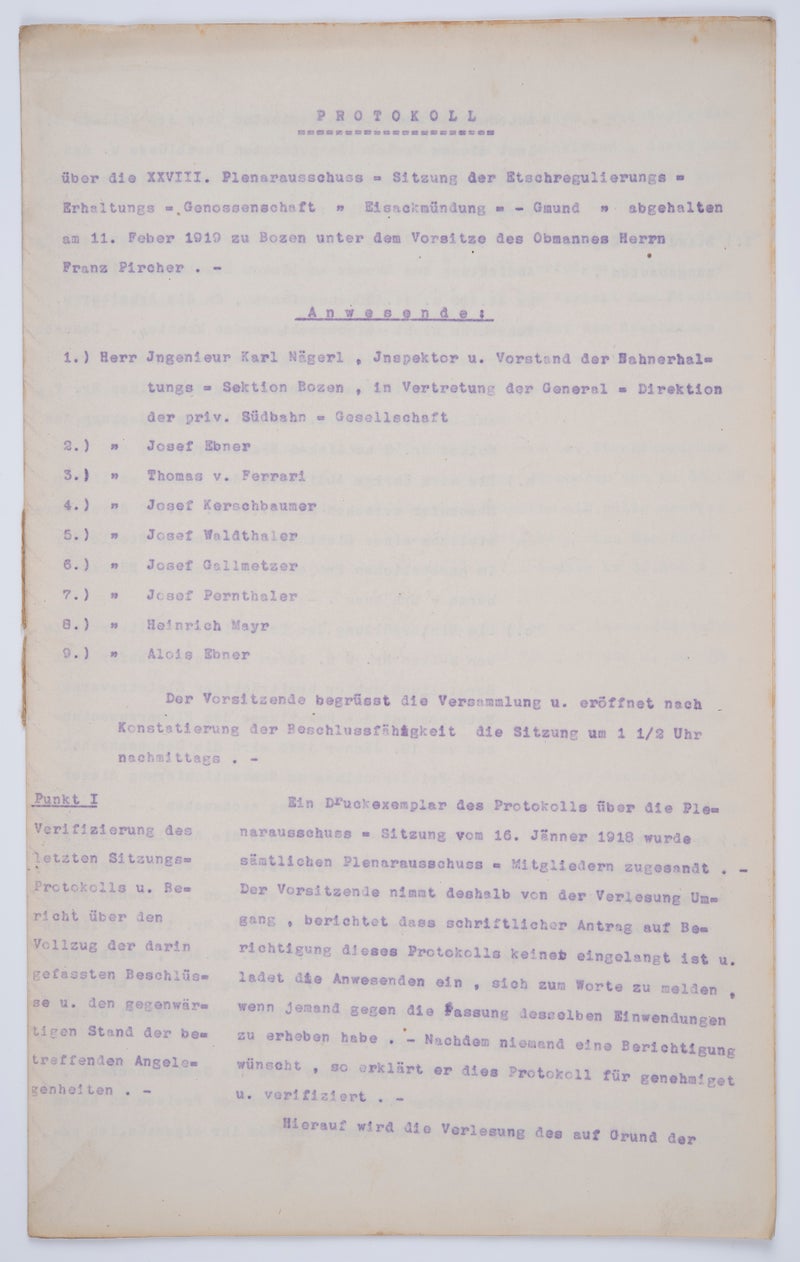 PROTOKOLL
====================
über die XXVIII. Plenarausschuss = Sitzung der Etschregulierungs =
Erhaltungs = Genossenschaft " Eisackmündung = - Gmund " abgehalten
am 11. Feber 1919 zu Bozen unter dem Vorsitze des Obmannes Herrn
Franz Pircher . -
Anwesende:
1.) Herr Jngenieur Karl Nägerl , Jnspektor u. Vorstand der Bahnerhal=
tungs = Sektion Bozen , in Vertretung der General = Direktion
der priv. Südbahn = Gesellschaft
2.) " Josef Ebner
3.) " Thomas v. Ferrari
4.) " Josef Kerschbaumer
5.) " Josef Waldthaler
6.) " Josef Gallmetzer
7.) " Josef Pernthaler
8.) " Heinrich Mayr
9.) " Alois Ebner
Der Vorsitzende begrüsst die Versammlung u. eröffnet nach
Konstatierung der Beschlussfähigkeit die Sitzung um 1 1/2 Uhr
nachmittags . -
Punkt I
Verifizierung des
letzten Sitzungs=
Protokolls u. Be=
richt über den
Vollzug der darin
gefassten Beschlüs=
se u. den gegenwär=
tigen Stand der be=
treffenden Angele=
genheiten . -
Ein Druckexemplar des Protokolls über die Ple=
narausschuss = Sitzung vom 16. Jänner 1918 wurde
sämtlichen Plenarausschuss = Mitgliedern zugesandt . -
Der Vorsitzende nimmt deshalb von der Verlesung Um=
gang , berichtet dass schriftlicher Antrag auf Be=
richtigung dieses Protokolls keiner eingelangt ist u.
ladet die Anwesenden ein , sich zum Worte zu melden ,
wenn jemand gegen die Fassung desselben Einwendungen
zu erheben habe . - Nachdem niemand eine Berichtigung
wünscht , so erklärt er dies Protokoll für genehmiget
u. verifiziert . -
Hierauf wird die Verlesung des auf Grund der